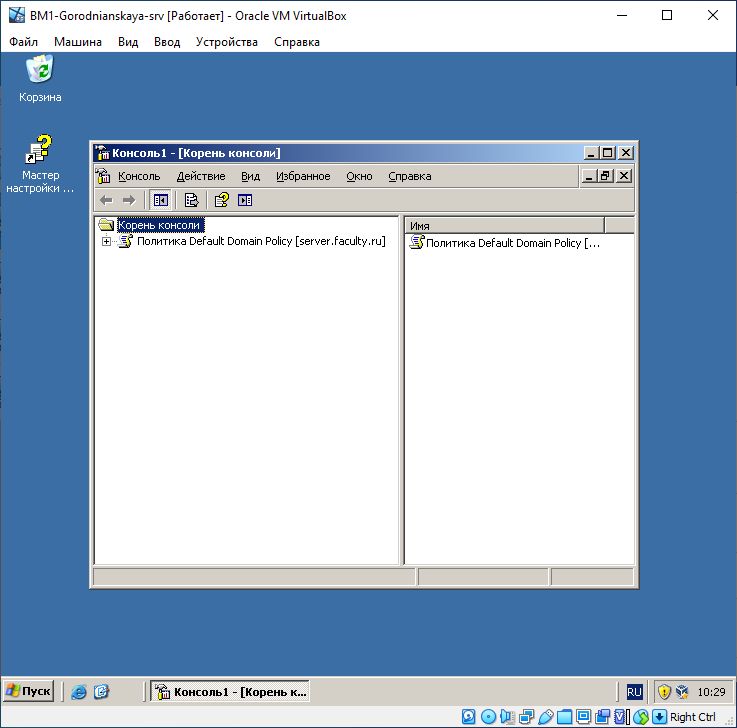 BM1-Gorodnianskaya-srv [Работает] - Oracle VM VirtualBox
Файл Машина Вид Ввод Устройства Справка
Корзина
Мастер
настройки ...
Консоль1 - [Корень консоли]
Консоль Действие Вид Избранное Окно Справка
Корень консоли
Имя
Политика Default Domain Policy [server.faculty.ru]
Политика Default Domain Policy [...
Пуск
Консоль1 - [Корень к...
RU
10:29
Right Ctrl